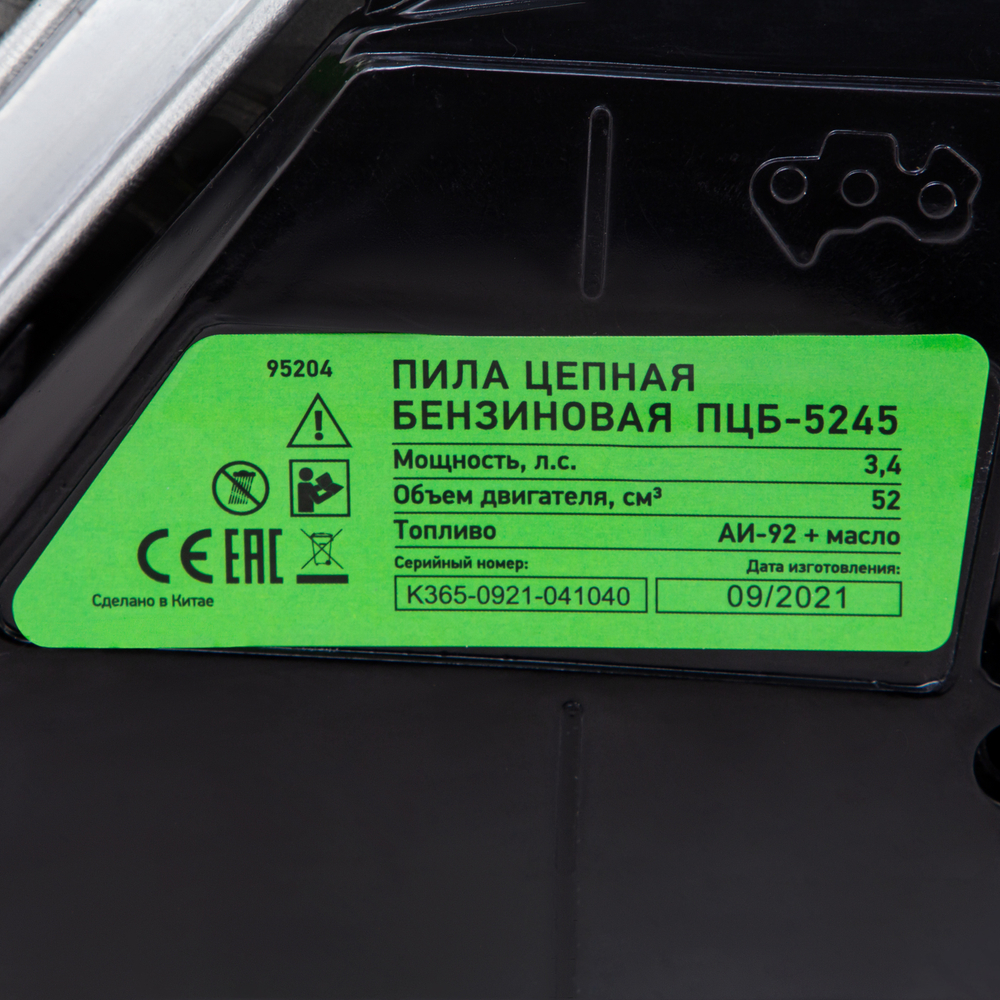 95204
ПИЛА ЦЕПНАЯ
БЕНЗИНОВАЯ ПЦБ-5245
Мощность, л.с. 3,4
Объем двигателя, см³ 52
Топливо АИ-92 + масло
Серийный номер: Дата изготовления:
K365-0921-041040 09/2021
CE EAC
Сделано в Китае